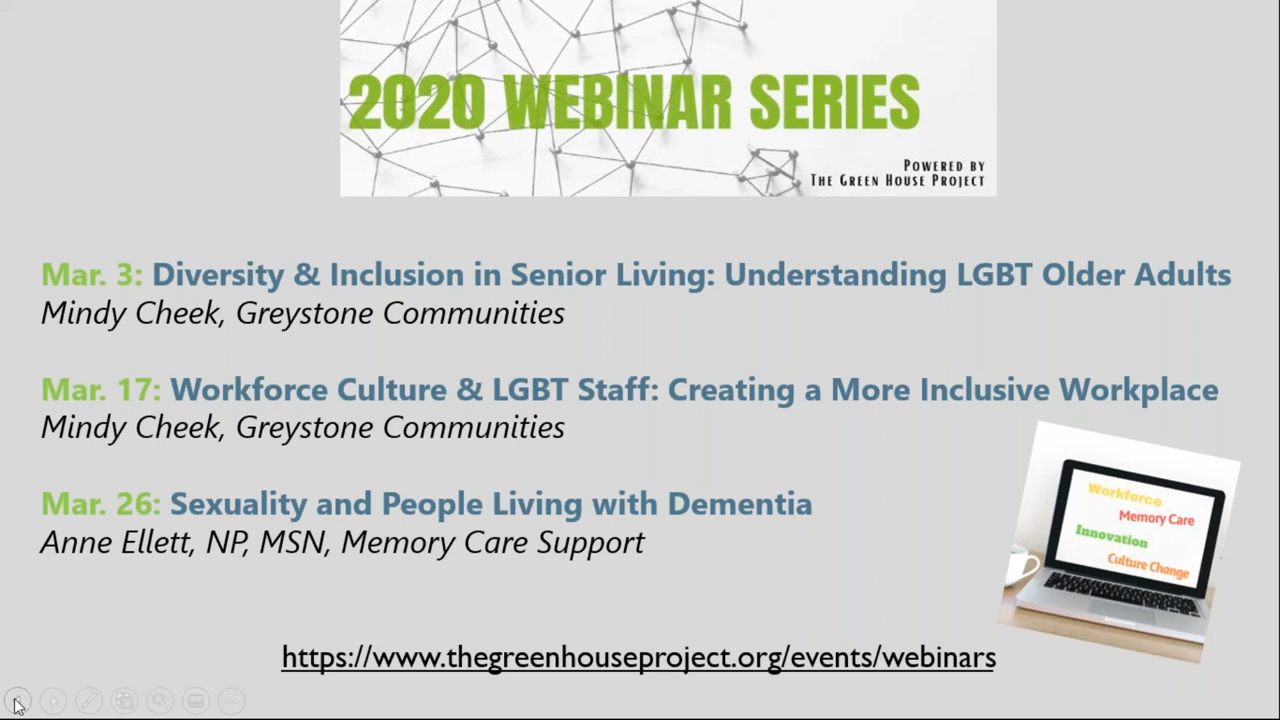 2020 WEBINAR SERIES
POWERED BY
THE GREEN HOUSE PROJECT
Mar. 3: Diversity & Inclusion in Senior Living: Understanding LGBT Older Adults
Mindy Cheek, Greystone Communities
Mar. 17: Workforce Culture & LGBT Staff: Creating a More Inclusive Workplace
Mindy Cheek, Greystone Communities
Mar. 26: Sexuality and People Living with Dementia
Anne Ellett, NP, MSN, Memory Care Support
Workforce
Memory Care
Innovation
Culture Change
https://www.thegreenhouseproject.org/events/webinars